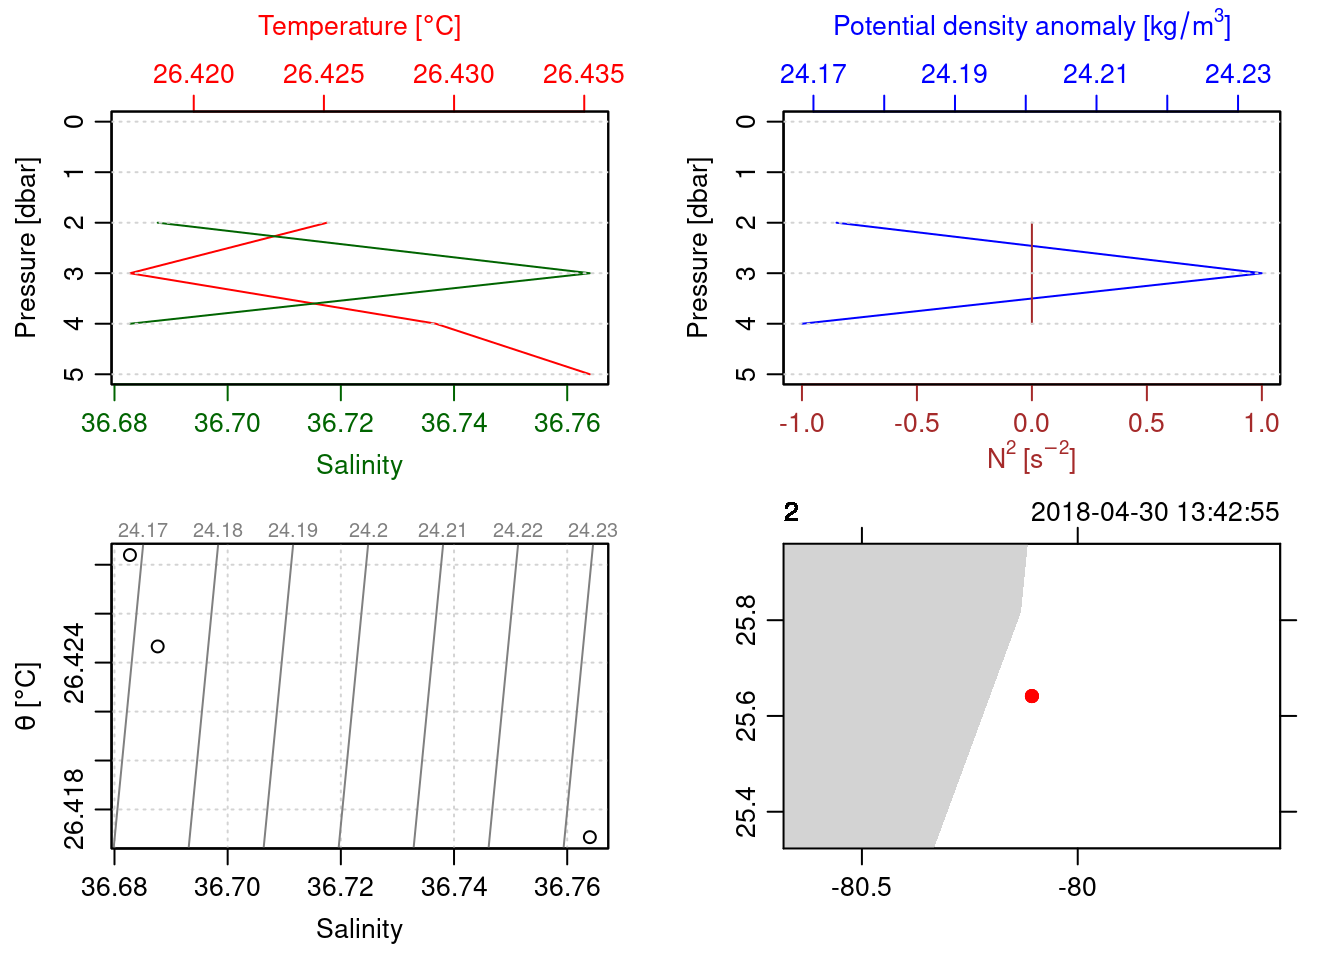 Temperature [°C]
26.420 26.425 26.430 26.435
Pressure [dbar]
0
1
2
3
4
5
36.68 36.70 36.72 36.74 36.76
Salinity
Potential density anomaly [kg/m³]
24.17 24.19 24.21 24.23
Pressure [dbar]
0
1
2
3
4
5
-1.0 -0.5 0.0 0.5 1.0
N² [s⁻²]
24.17 24.18 24.19 24.2 24.21 24.22 24.23
θ [°C]
26.424
26.418
36.68 36.70 36.72 36.74 36.76
Salinity
2 2018-04-30 13:42:55
25.8
25.6
25.4
-80.5 -80